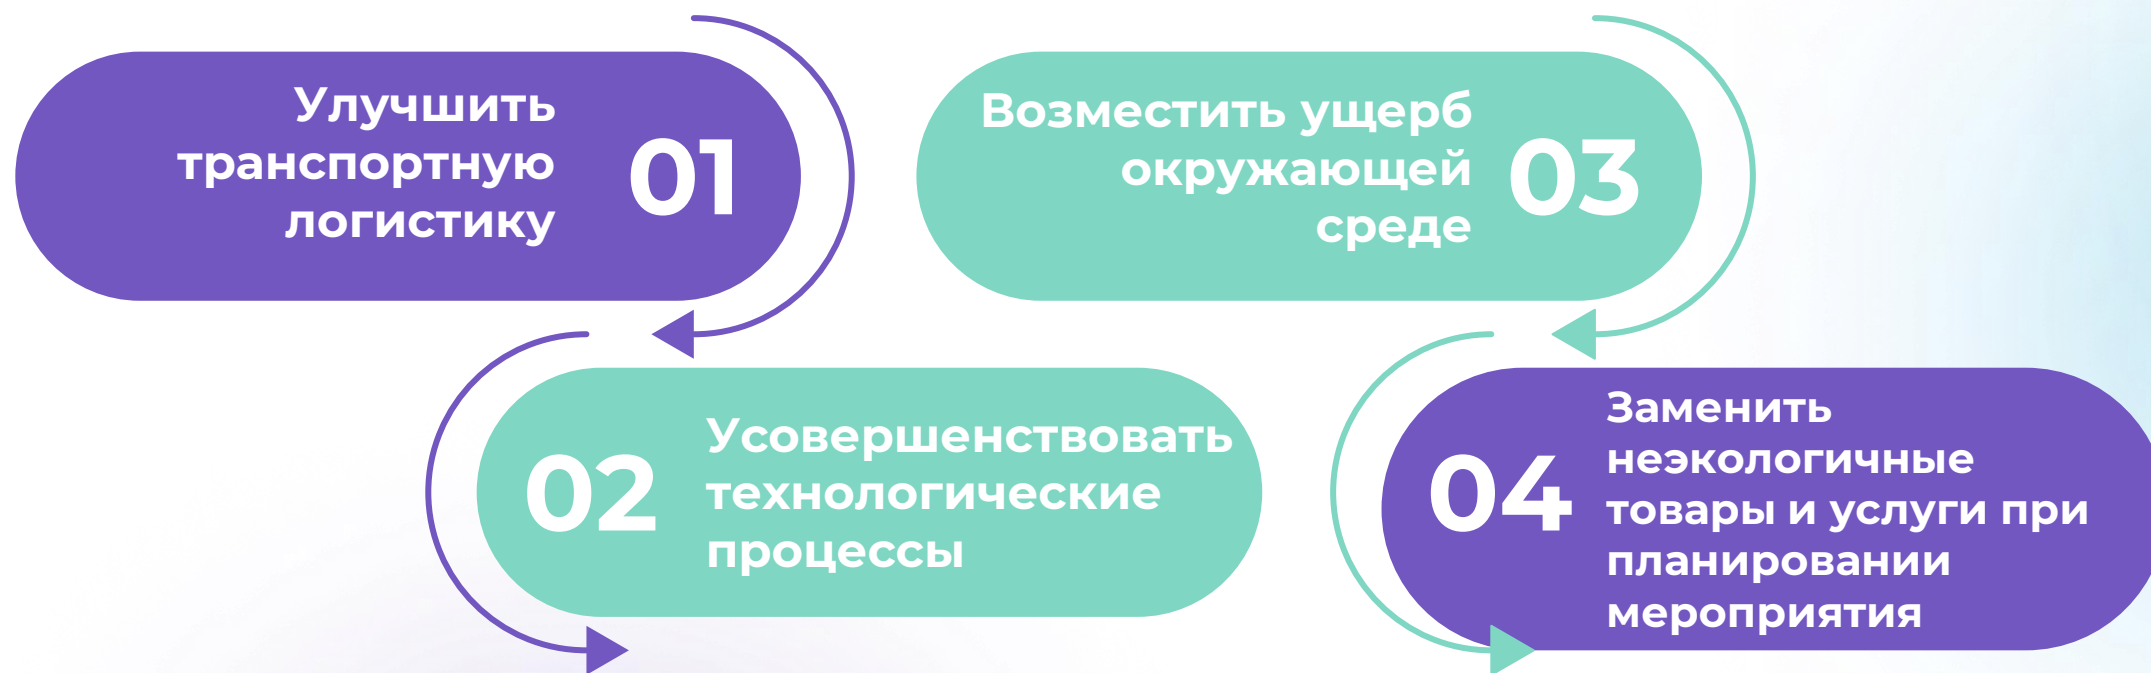 Улучшить
транспортную
логистику
01
02
Усовершенствовать
технологические
процессы
Возместить ущерб
окружающей
среде
03
04
Заменить
неэкологичные
товары и услуги при
планировании
мероприятия